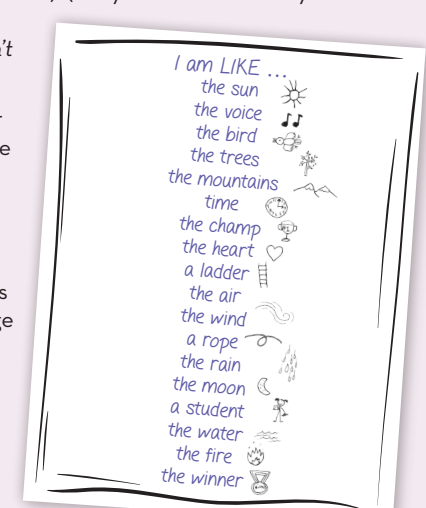 't
e
s
ge
I am LIKE ...
the sun
the voice
the bird
the trees
the mountains
time
the champ
the heart
a ladder
the air
the wind
a rope
the rain
the moon
a student
the water
the fire
the winner